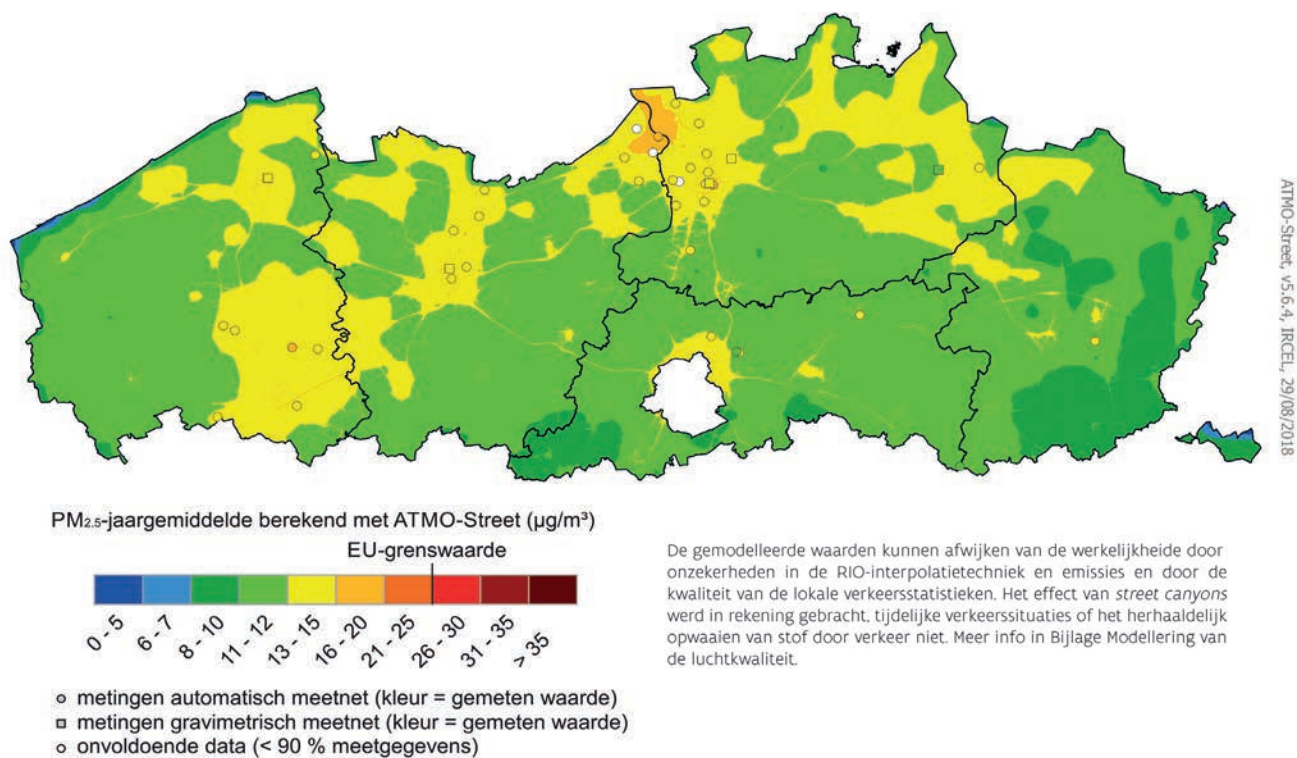 ATMO-Street, v5.6.4, IRCEL, 29/08/2018
PM2.5-jaargemiddelde berekend met ATMO-Street (µg/m³)
EU-grenswaarde
0 - 5
6 - 7
8 - 10
11 - 12
13 - 15
16 - 20
21 - 25
26 - 30
31 - 35
> 35
metingen automatisch meetnet (kleur = gemeten waarde)
metingen gravimetrisch meetnet (kleur = gemeten waarde)
onvoldoende data (< 90 % meetgegevens)
De gemodelleerde waarden kunnen afwijken van de werkelijkheide door
onzekerheden in de RIO-interpolatietechniek en emissies en door de
kwaliteit van de lokale verkeersstatistieken. Het effect van street canyons
werd in rekening gebracht, tijdelijke verkeerssituaties of het herhaaldelijk
opwaaien van stof door verkeer niet. Meer info in Bijlage Modellering van
de luchtkwaliteit.